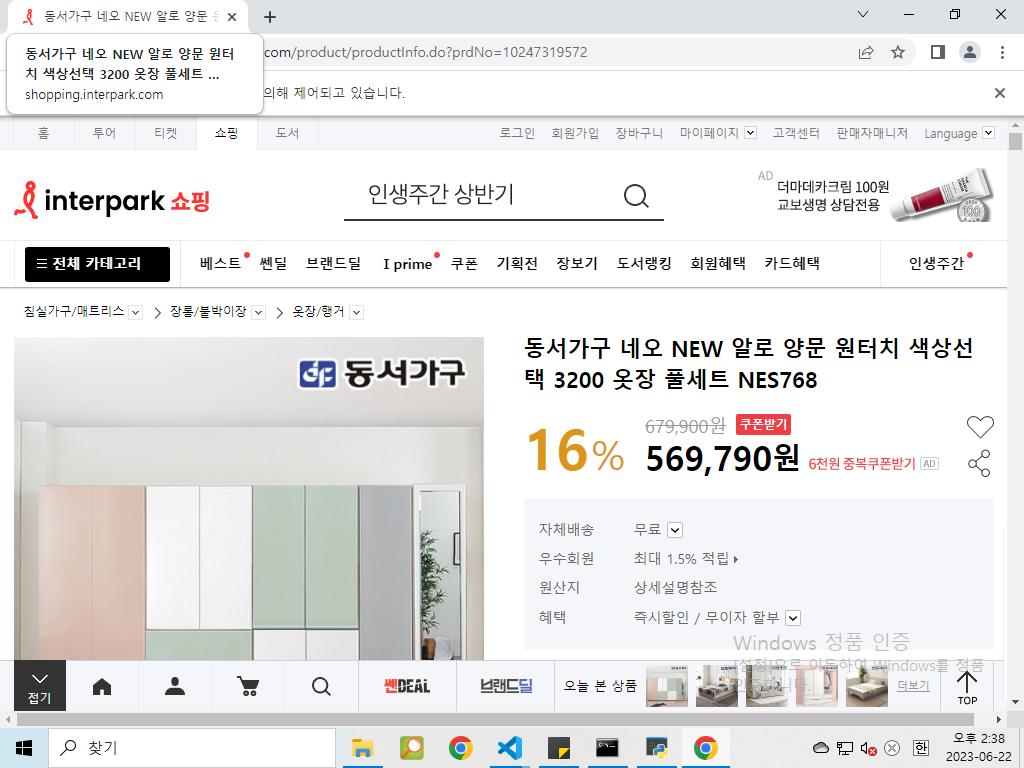 동서가구 네오 NEW 알로 양문 원
동서가구 네오 NEW 알로 양문 원터
치 색상선택 3200 옷장 풀세트 ...
shopping.interpark.com
com/product/productInfo.do?prdNo=10247319572
의해 제어되고 있습니다.
홈 투어 티켓 쇼핑 도서 로그인 회원가입 장바구니 마이페이지 고객센터 판매자매니저 Language
interpark 쇼핑
인생주간 상반기
AD
더마데카크림 100원
교보생명 상담전용
전체 카테고리 베스트 쎈딜 브랜드딜 I prime 쿠폰 기획전 장보기 도서랭킹 회원혜택 카드혜택 인생주간
침실가구/매트리스 장롱/붙박이장 옷장/행거
동서가구
동서가구 네오 NEW 알로 양문 원터치 색상선
택 3200 옷장 풀세트 NES768
16%
679,900원 쿠폰받기
569,790원 6천원 중복쿠폰받기 AD
자체배송 무료
우수회원 최대 1.5% 적립
원산지 상세설명참조
혜택 즉시할인 / 무이자 할부
Windows 정품 인증
[설정]으로 이동하여 Windows를 정품
접기
쎈DEAL 브랜드딜 오늘 본 상품 더보기 TOP
찾기
한
오후 2:38
2023-06-22